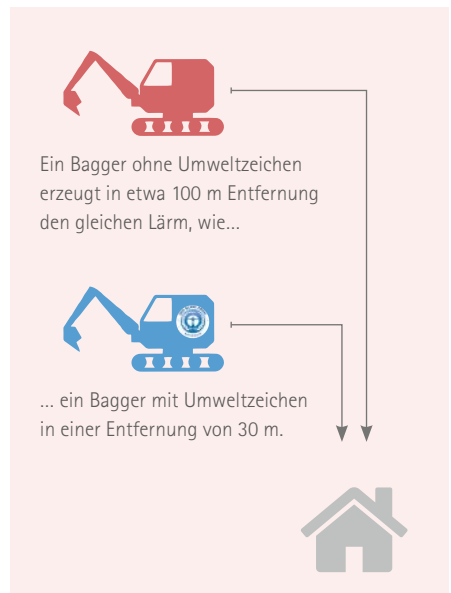 Ein Bagger ohne Umweltzeichen
erzeugt in etwa 100 m Entfernung
den gleichen Lärm, wie...
... ein Bagger mit Umweltzeichen
in einer Entfernung von 30 m.